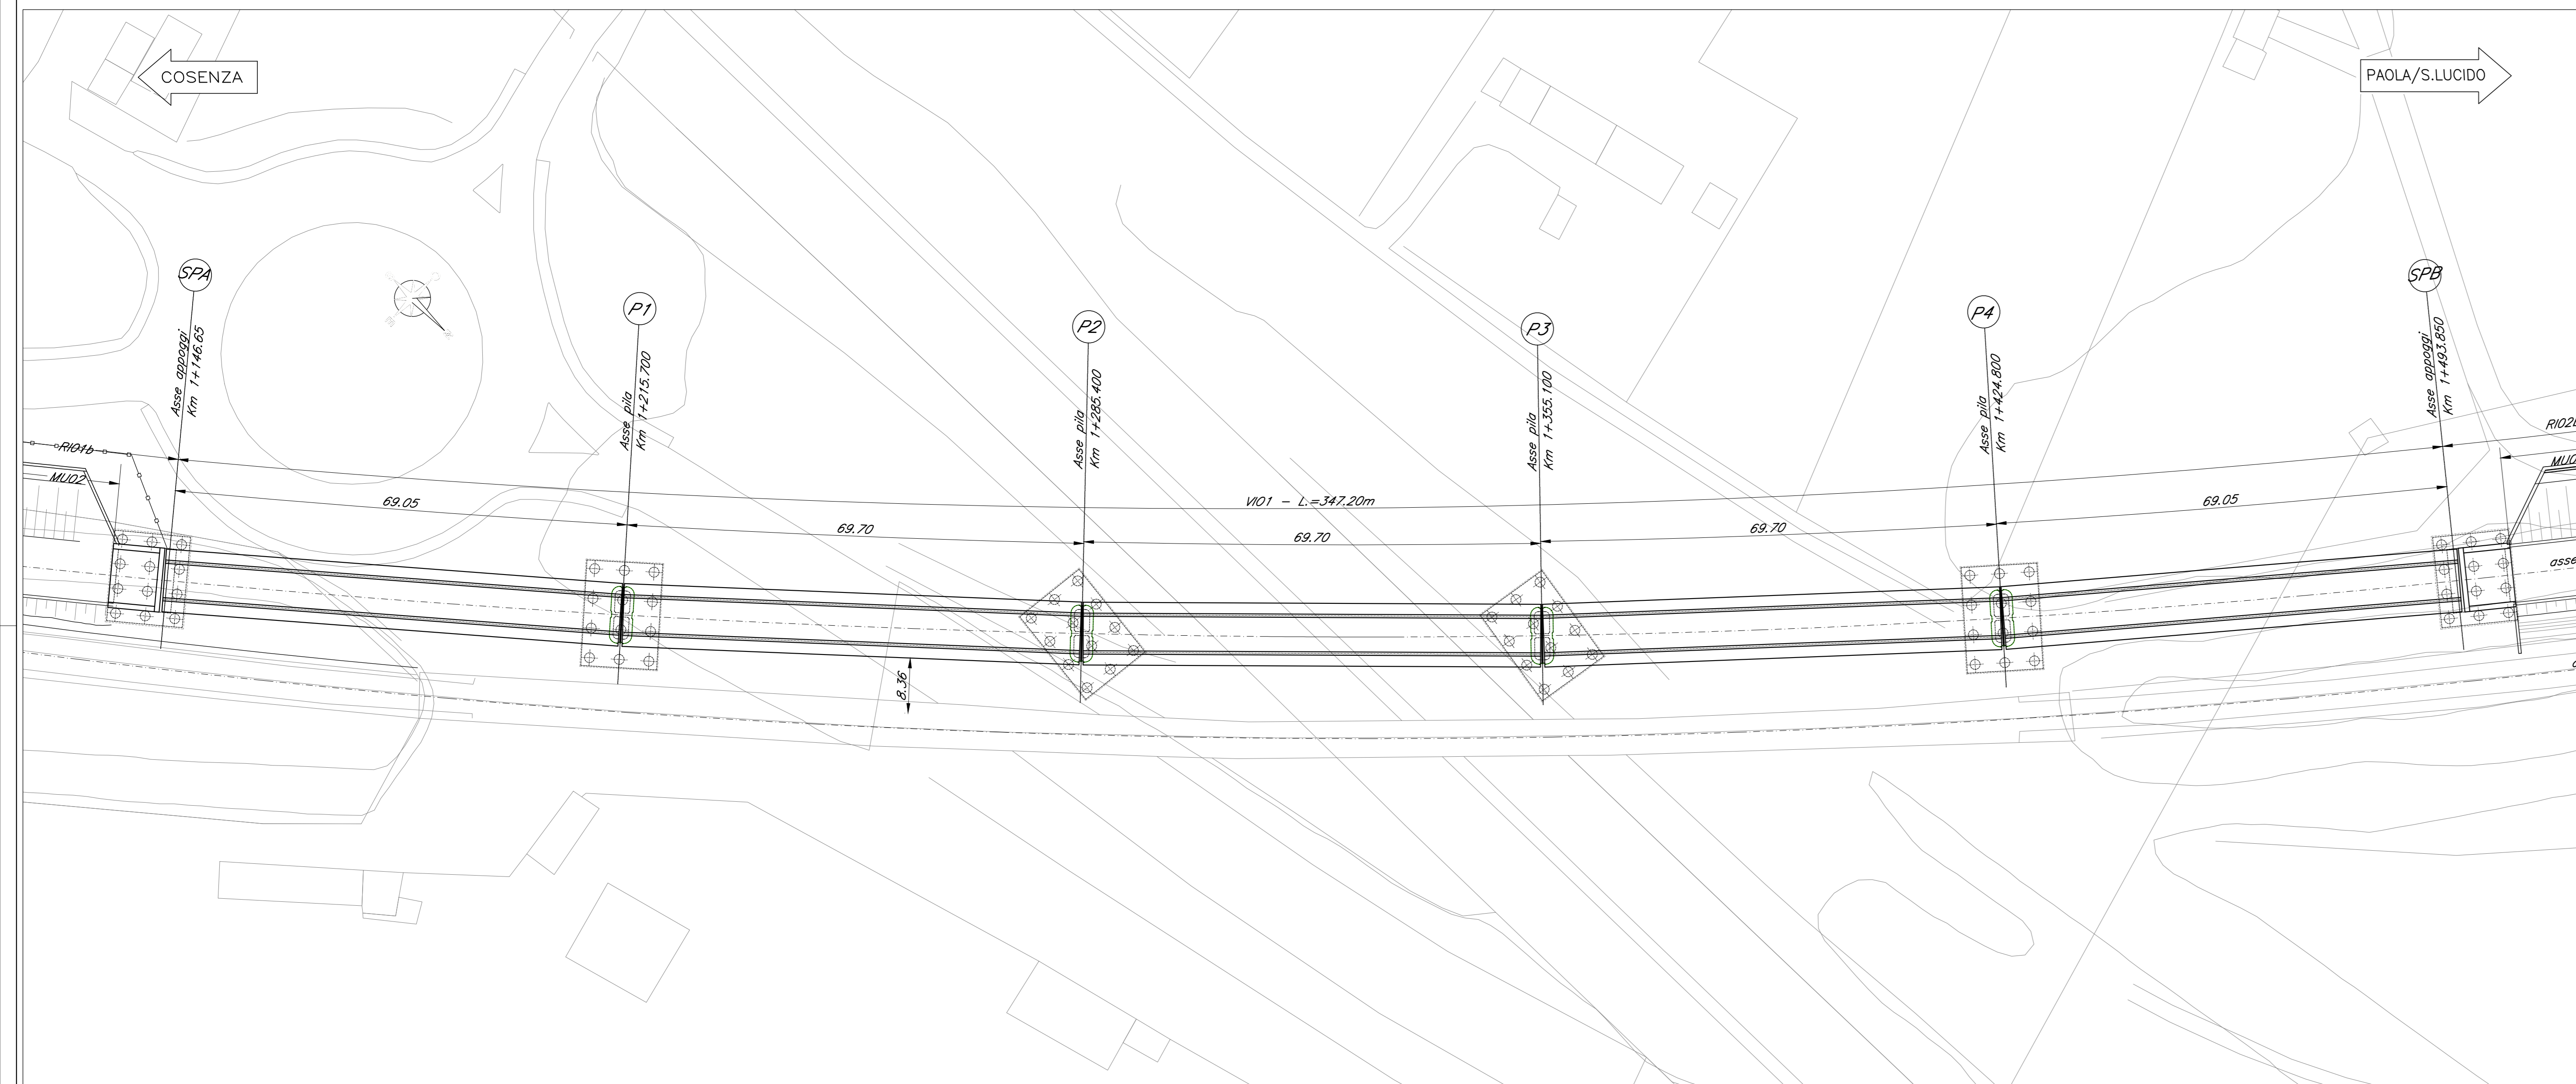 COSENZA
PAOLA/S.LUCIDO
SPA
Asse appoggi
Km 1+146.65
P1
Asse pila
Km 1+215.700
P2
Asse pila
Km 1+285.400
P3
Asse pila
Km 1+355.100
P4
Asse pila
Km 1+424.800
SPB
Asse appoggi
Km 1+493.850
RI01b
MU02
VI01 - L.=347.20m
RI02
MU0
69.05
69.70
69.70
69.70
69.05
asse
8.36